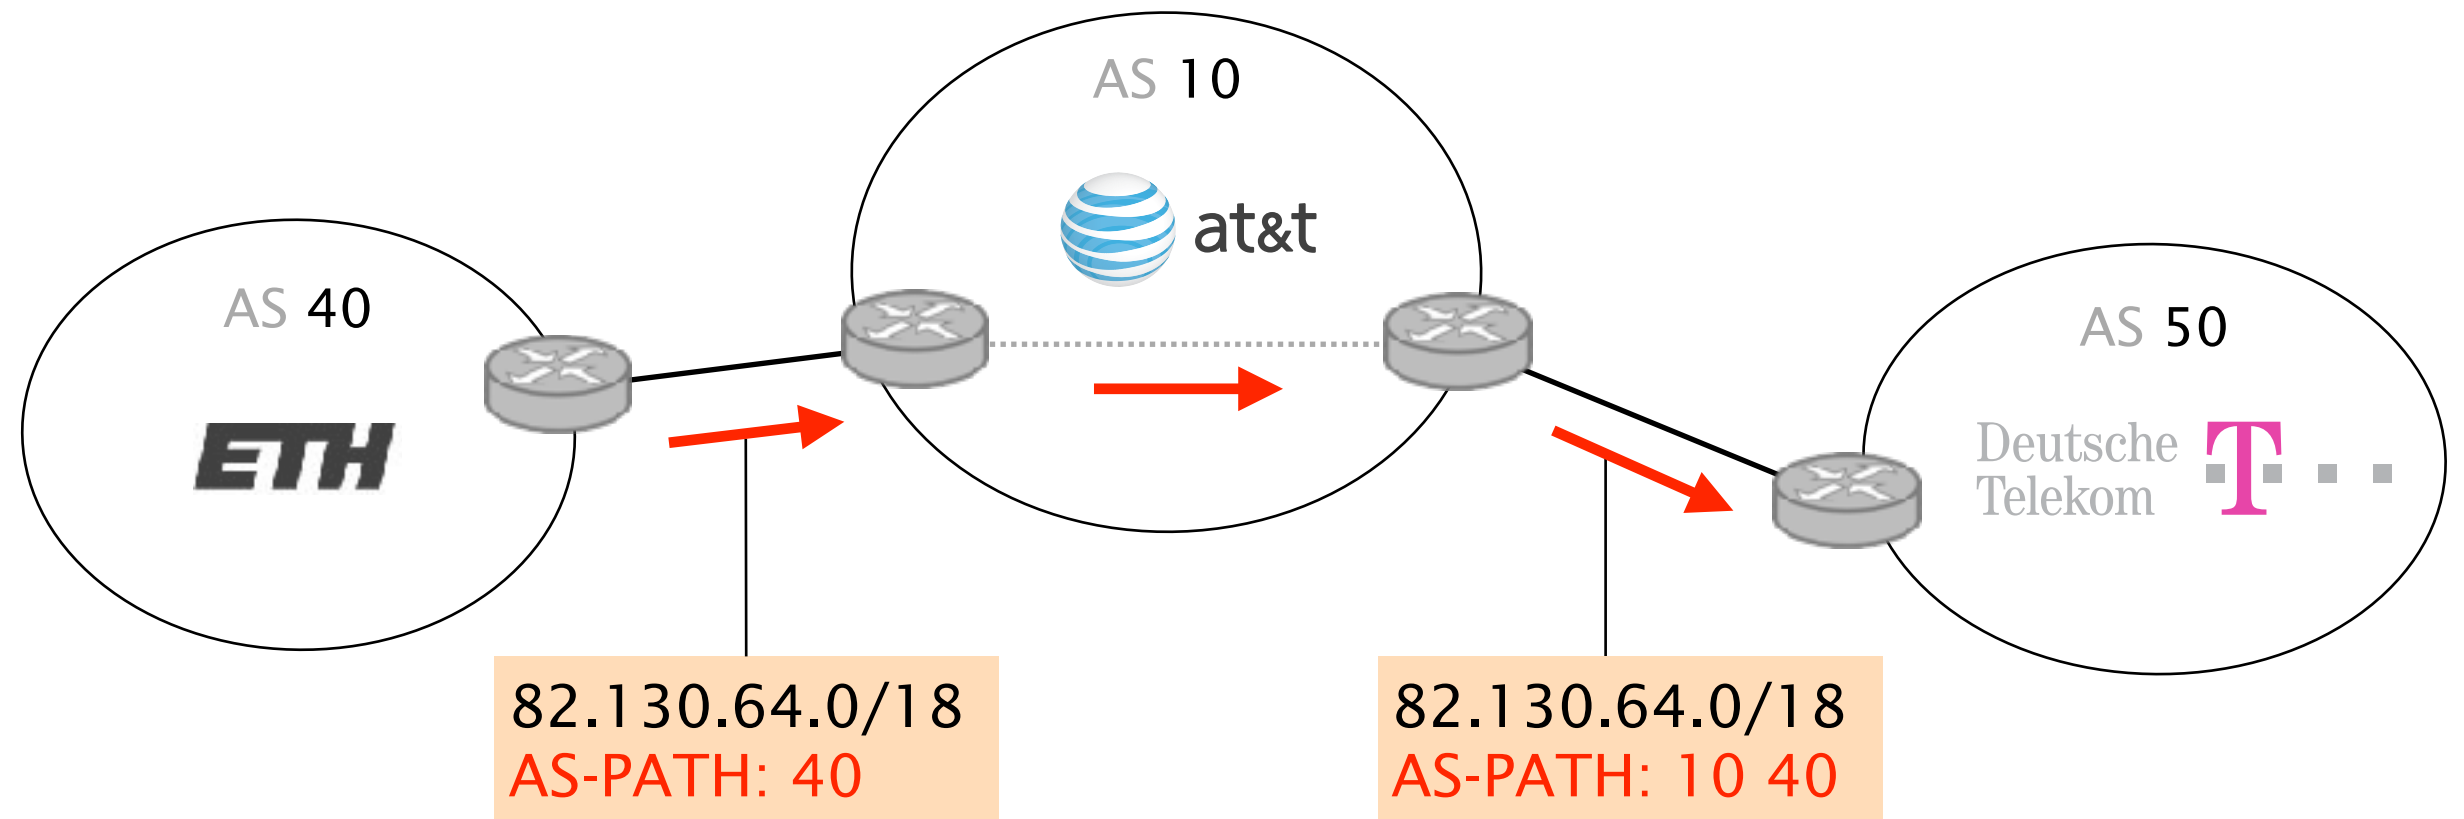 AS 10
at&t
AS 40
ETH
AS 50
Deutsche
Telekom
T
82.130.64.0/18
AS-PATH: 40
82.130.64.0/18
AS-PATH: 10 40